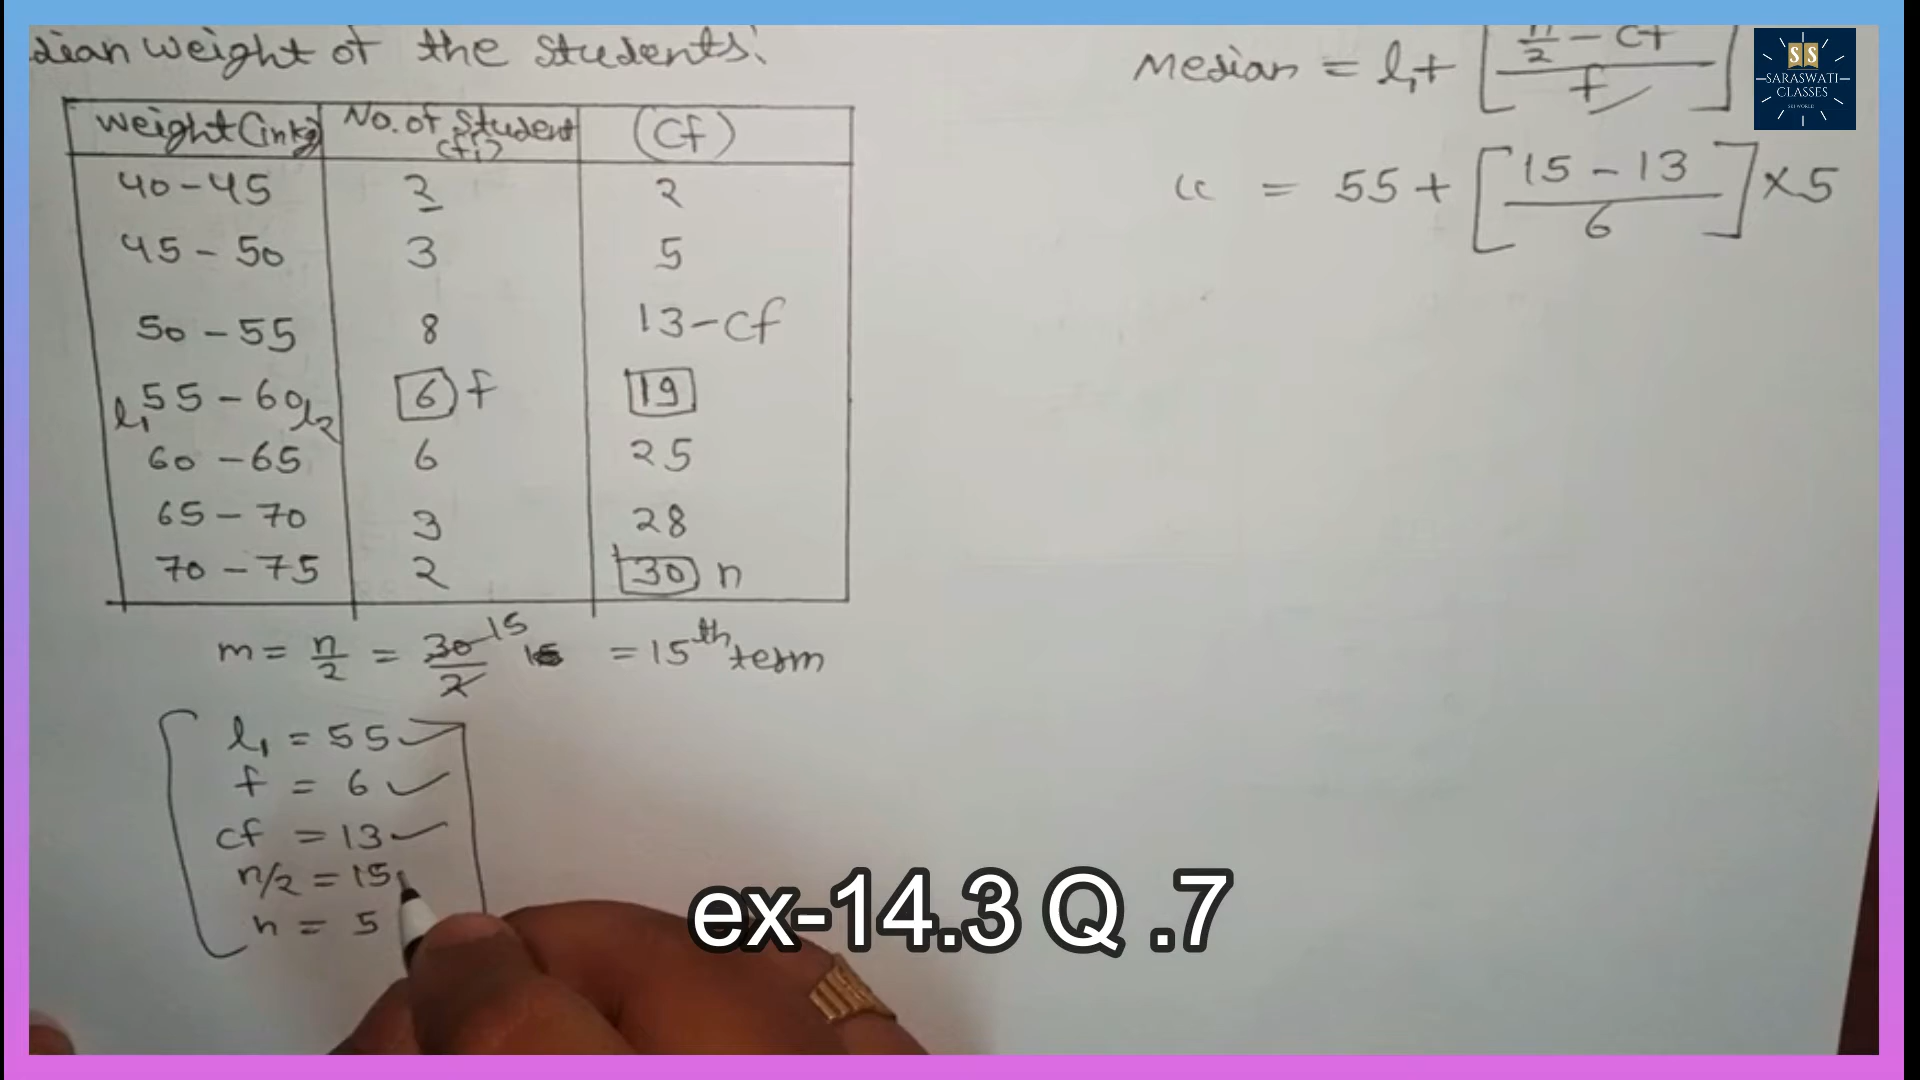 dian weight of the students.
Weight (in kg) No. of Student (fi) (Cf)
40-45 2 2
45-50 3 5
50-55 8 13-cf
l₁ 55-60 l₂ 6 f 19
60-65 6 25
65-70 3 28
70-75 2 30 n
m = n/2 = 30/2 15 = 15th term
l₁ = 55
f = 6
cf = 13
n/2 = 15
h = 5
Median = l₁ + [n/2 - cf / f]
" = 55 + [15 - 13 / 6] × 5
SS
SARASWATI
CLASSES
ex-14.3 Q .7